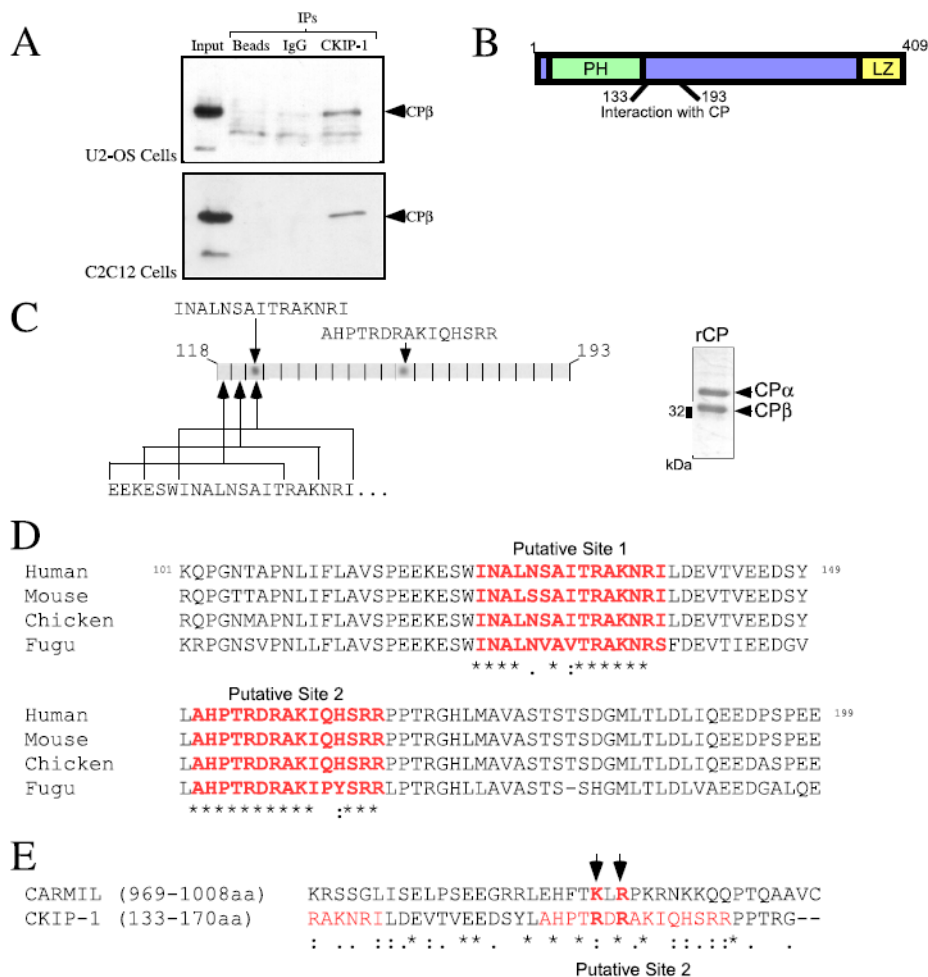 A
IPs
Input Beads IgG CKIP-1
CPβ
U2-OS Cells
CPβ
C2C12 Cells
B
1 409
PH LZ
133 193
Interaction with CP
C
INALNSAITRAKNRI
AHPTRDRAKIQHSRR
118 193
EEKESWINALNSAITRAKNRI...
rCP
CPα
32 CPβ
kDa
D
Putative Site 1
Human 101 KQPGNTAPNLIFLAVSPEEKESWINALNSAITRAKNRILDEVTVEEDSY 149
Mouse RQPGTTAPNLIFLAVSPEEKESWINALSSAITRAKNRILDEVTVEEDSY
Chicken RQPGNMAPNLIFLAVSPEEKESWINALNSAITRAKNRILDEVTVEEDSY
Fugu KRPGNSVPNLLFLAVSPEEKESWINALNVAVTRAKNRSFDEVTIEEDGV
**** . * :******
Putative Site 2
Human LAHPTRDRAKIQHSRRPPTRGHLMAVASTSTSDGMLTLDLIQEEDPSPEE 199
Mouse LAHPTRDRAKIQHSRRPPTRGHLMAVASTSTSDGMLTLDLIQEEDPSPEE
Chicken LAHPTRDRAKIQHSRRPPTRGHLMAVASTSTSDGMLTLDLIQEEDASPEE
Fugu LAHPTRDRAKIPYSRRLPTRGHLLAVASTS-SHGMLTLDLVAEEDGALQE
********** :***
E
CARMIL (969-1008aa) KRSSGLISELPSEEGRRLEHFTKLRPKRNKKQQPTQAAVC
CKIP-1 (133-170aa) RAKNRILDEVTVEEDSYLAHPTRDRAKIQHSRRPPTRG--
: . . ::.* . ** . * * *: * . * . ::.::* . .
Putative Site 2